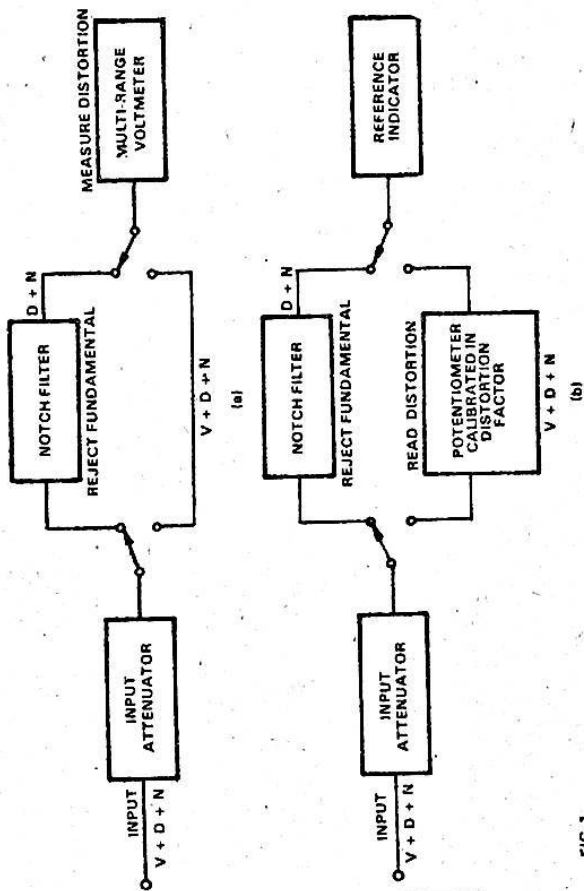 INPUT
V + D + N
INPUT
ATTENUATOR
NOTCH FILTER
REJECT FUNDAMENTAL
D + N
V + D + N
MEASURE DISTORTION
MULTI-RANGE
VOLTMETER
(a)
INPUT
V + D + N
INPUT
ATTENUATOR
NOTCH FILTER
REJECT FUNDAMENTAL
D + N
READ DISTORTION
POTENTIOMETER
CALIBRATED IN
DISTORTION
FACTOR
V + D + N
REFERENCE
INDICATOR
(b)